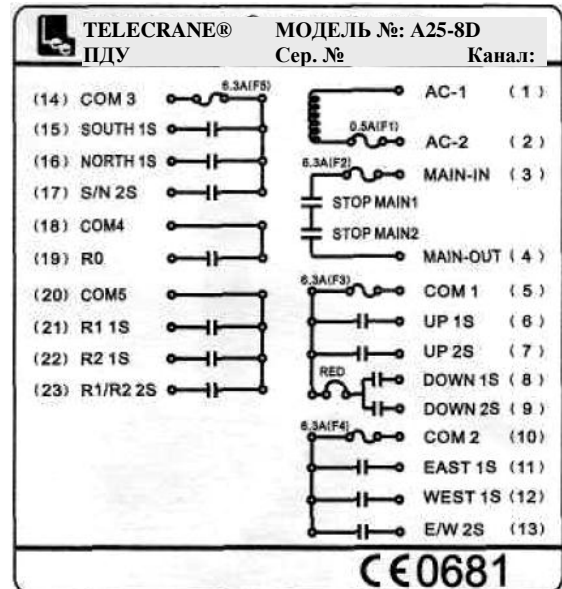 TELECRANE® МОДЕЛЬ №: A25-8D
ПДУ Сер. № Канал:
6.3A(F5)
(14) COM 3
(15) SOUTH 1S
(16) NORTH 1S
(17) S/N 2S
(18) COM4
(19) R0
(20) COM5
(21) R1 1S
(22) R2 1S
(23) R1/R2 2S
AC-1 (1)
0.5A(F1)
AC-2 (2)
6.3A(F2)
MAIN-IN (3)
STOP MAIN1
STOP MAIN2
MAIN-OUT (4)
6.3A(F3)
COM 1 (5)
UP 1S (6)
UP 2S (7)
RED
DOWN 1S (8)
DOWN 2S (9)
6.3A(F4)
COM 2 (10)
EAST 1S (11)
WEST 1S (12)
E/W 2S (13)
CE0681